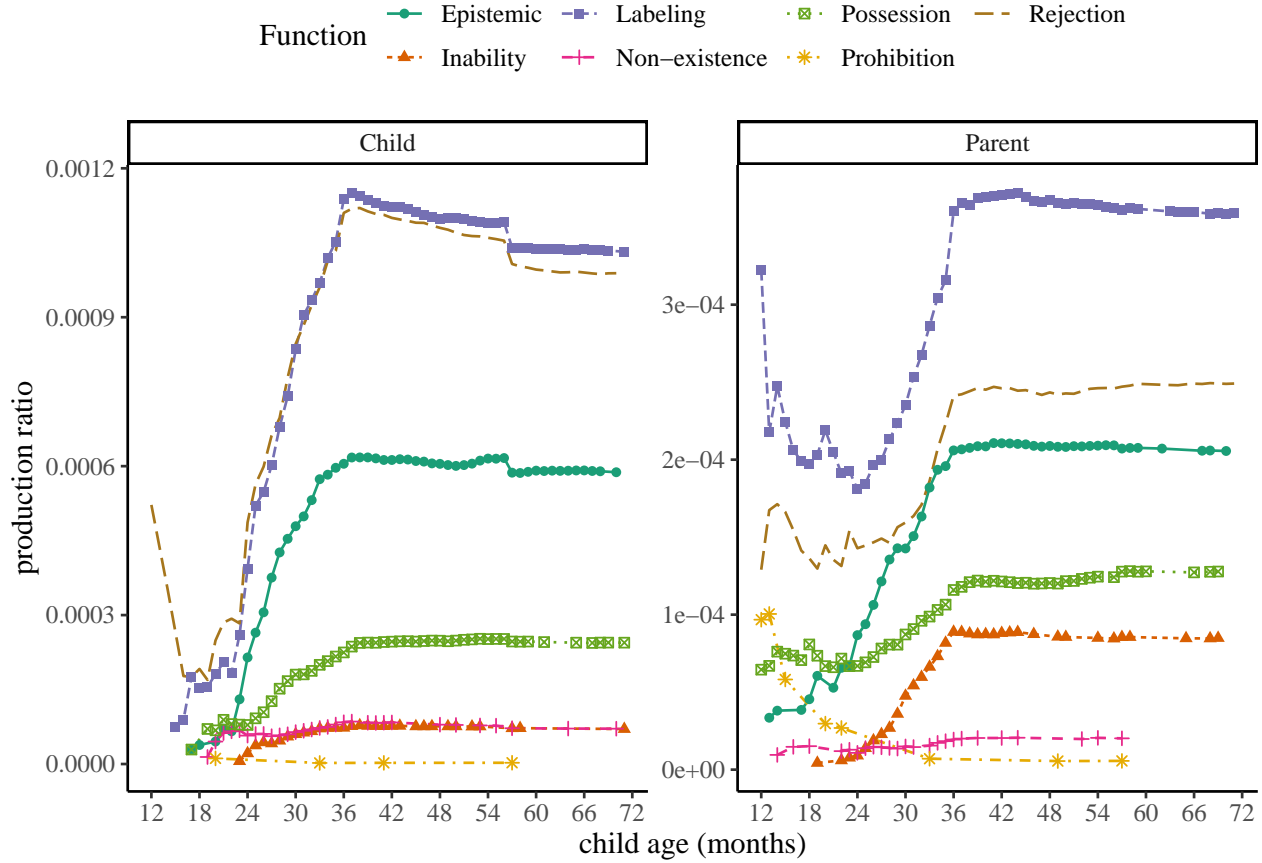 Function
Epistemic Labeling Possession Rejection
Inability Non−existence Prohibition
Child Parent
production ratio
0.0012
0.0009
0.0006
0.0003
0.0000
3e−04
2e−04
1e−04
0e+00
12 18 24 30 36 42 48 54 60 66 72
12 18 24 30 36 42 48 54 60 66 72
child age (months)